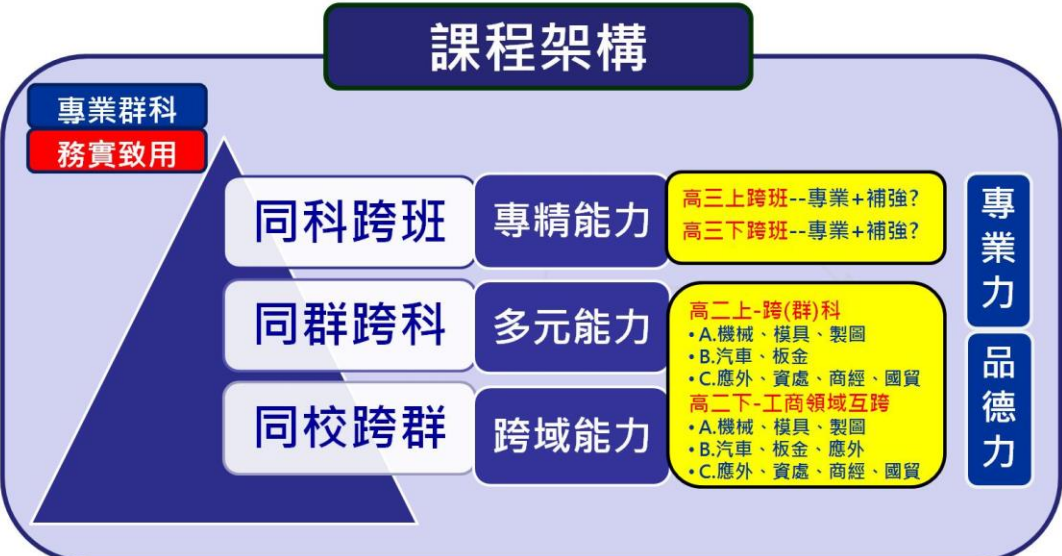 課程架構
專業群科
務實致用
同科跨班
專精能力
高三上跨班--專業+補強?
高三下跨班--專業+補強?
同群跨科
多元能力
同校跨群
跨域能力
高二上-跨(群)科
•A.機械、模具、製圖
•B.汽車、板金
•C.應外、資處、商經、國貿
高二下-工商領域互跨
•A.機械、模具、製圖
•B.汽車、板金、應外
•C.應外、資處、商經、國貿
專業力
品德力